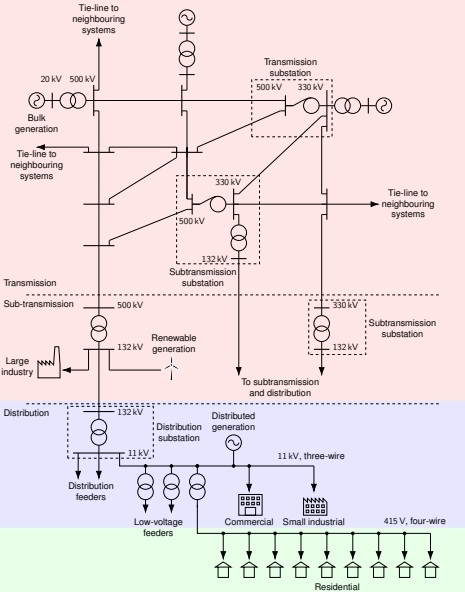 Tie-line to
neighbouring
systems
Transmission
substation
20 kV 500 kV
500 kV 330 kV
Bulk
generation
Tie-line to
neighbouring
systems
330 kV
Tie-line to
neighbouring
systems
500 kV
132 kV
Subtransmission
substation
Transmission
Sub-transmission
500 kV
330 kV
Subtransmission
substation
132 kV
132 kV
Renewable
generation
Large
industry
To subtransmission
and distribution
Distribution
132 kV
Distribution
substation
Distributed
generation
11 kV
11 kV, three-wire
Distribution
feeders
Low-voltage
feeders
Commercial
Small industrial
415 V, four-wire
Residential